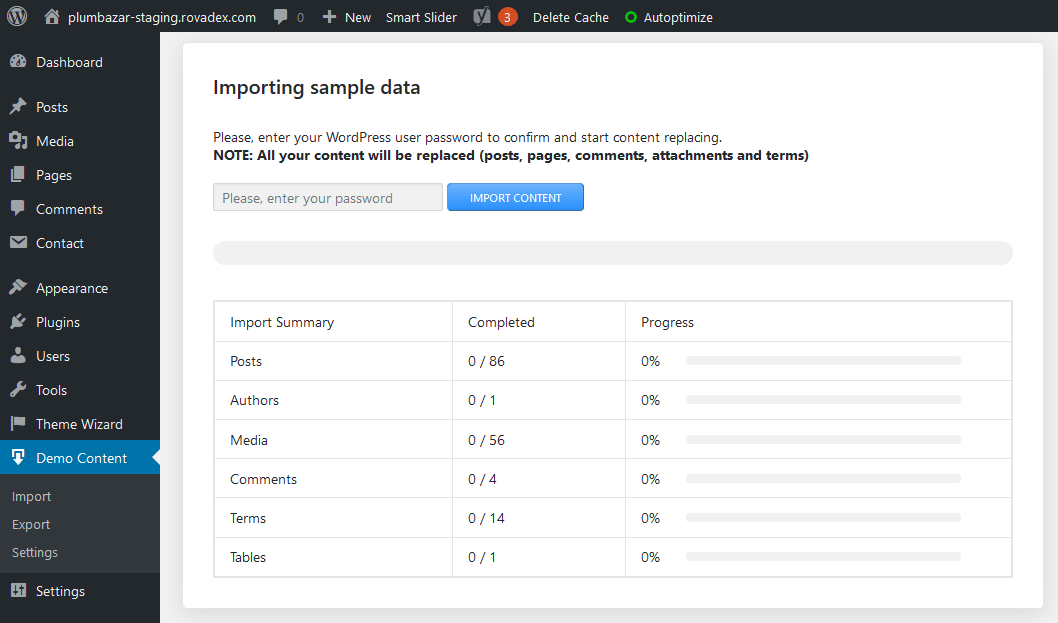 plumbazar-staging.rovadex.com 0 New Smart Slider 3 Delete Cache Autoptimize
Dashboard
Posts
Media
Pages
Comments
Contact
Appearance
Plugins
Users
Tools
Theme Wizard
Demo Content
Import
Export
Settings
Settings
Importing sample data
Please, enter your WordPress user password to confirm and start content replacing.
NOTE: All your content will be replaced (posts, pages, comments, attachments and terms)
Please, enter your password IMPORT CONTENT
Import Summary Completed Progress
Posts 0 / 86 0%
Authors 0 / 1 0%
Media 0 / 56 0%
Comments 0 / 4 0%
Terms 0 / 14 0%
Tables 0 / 1 0%